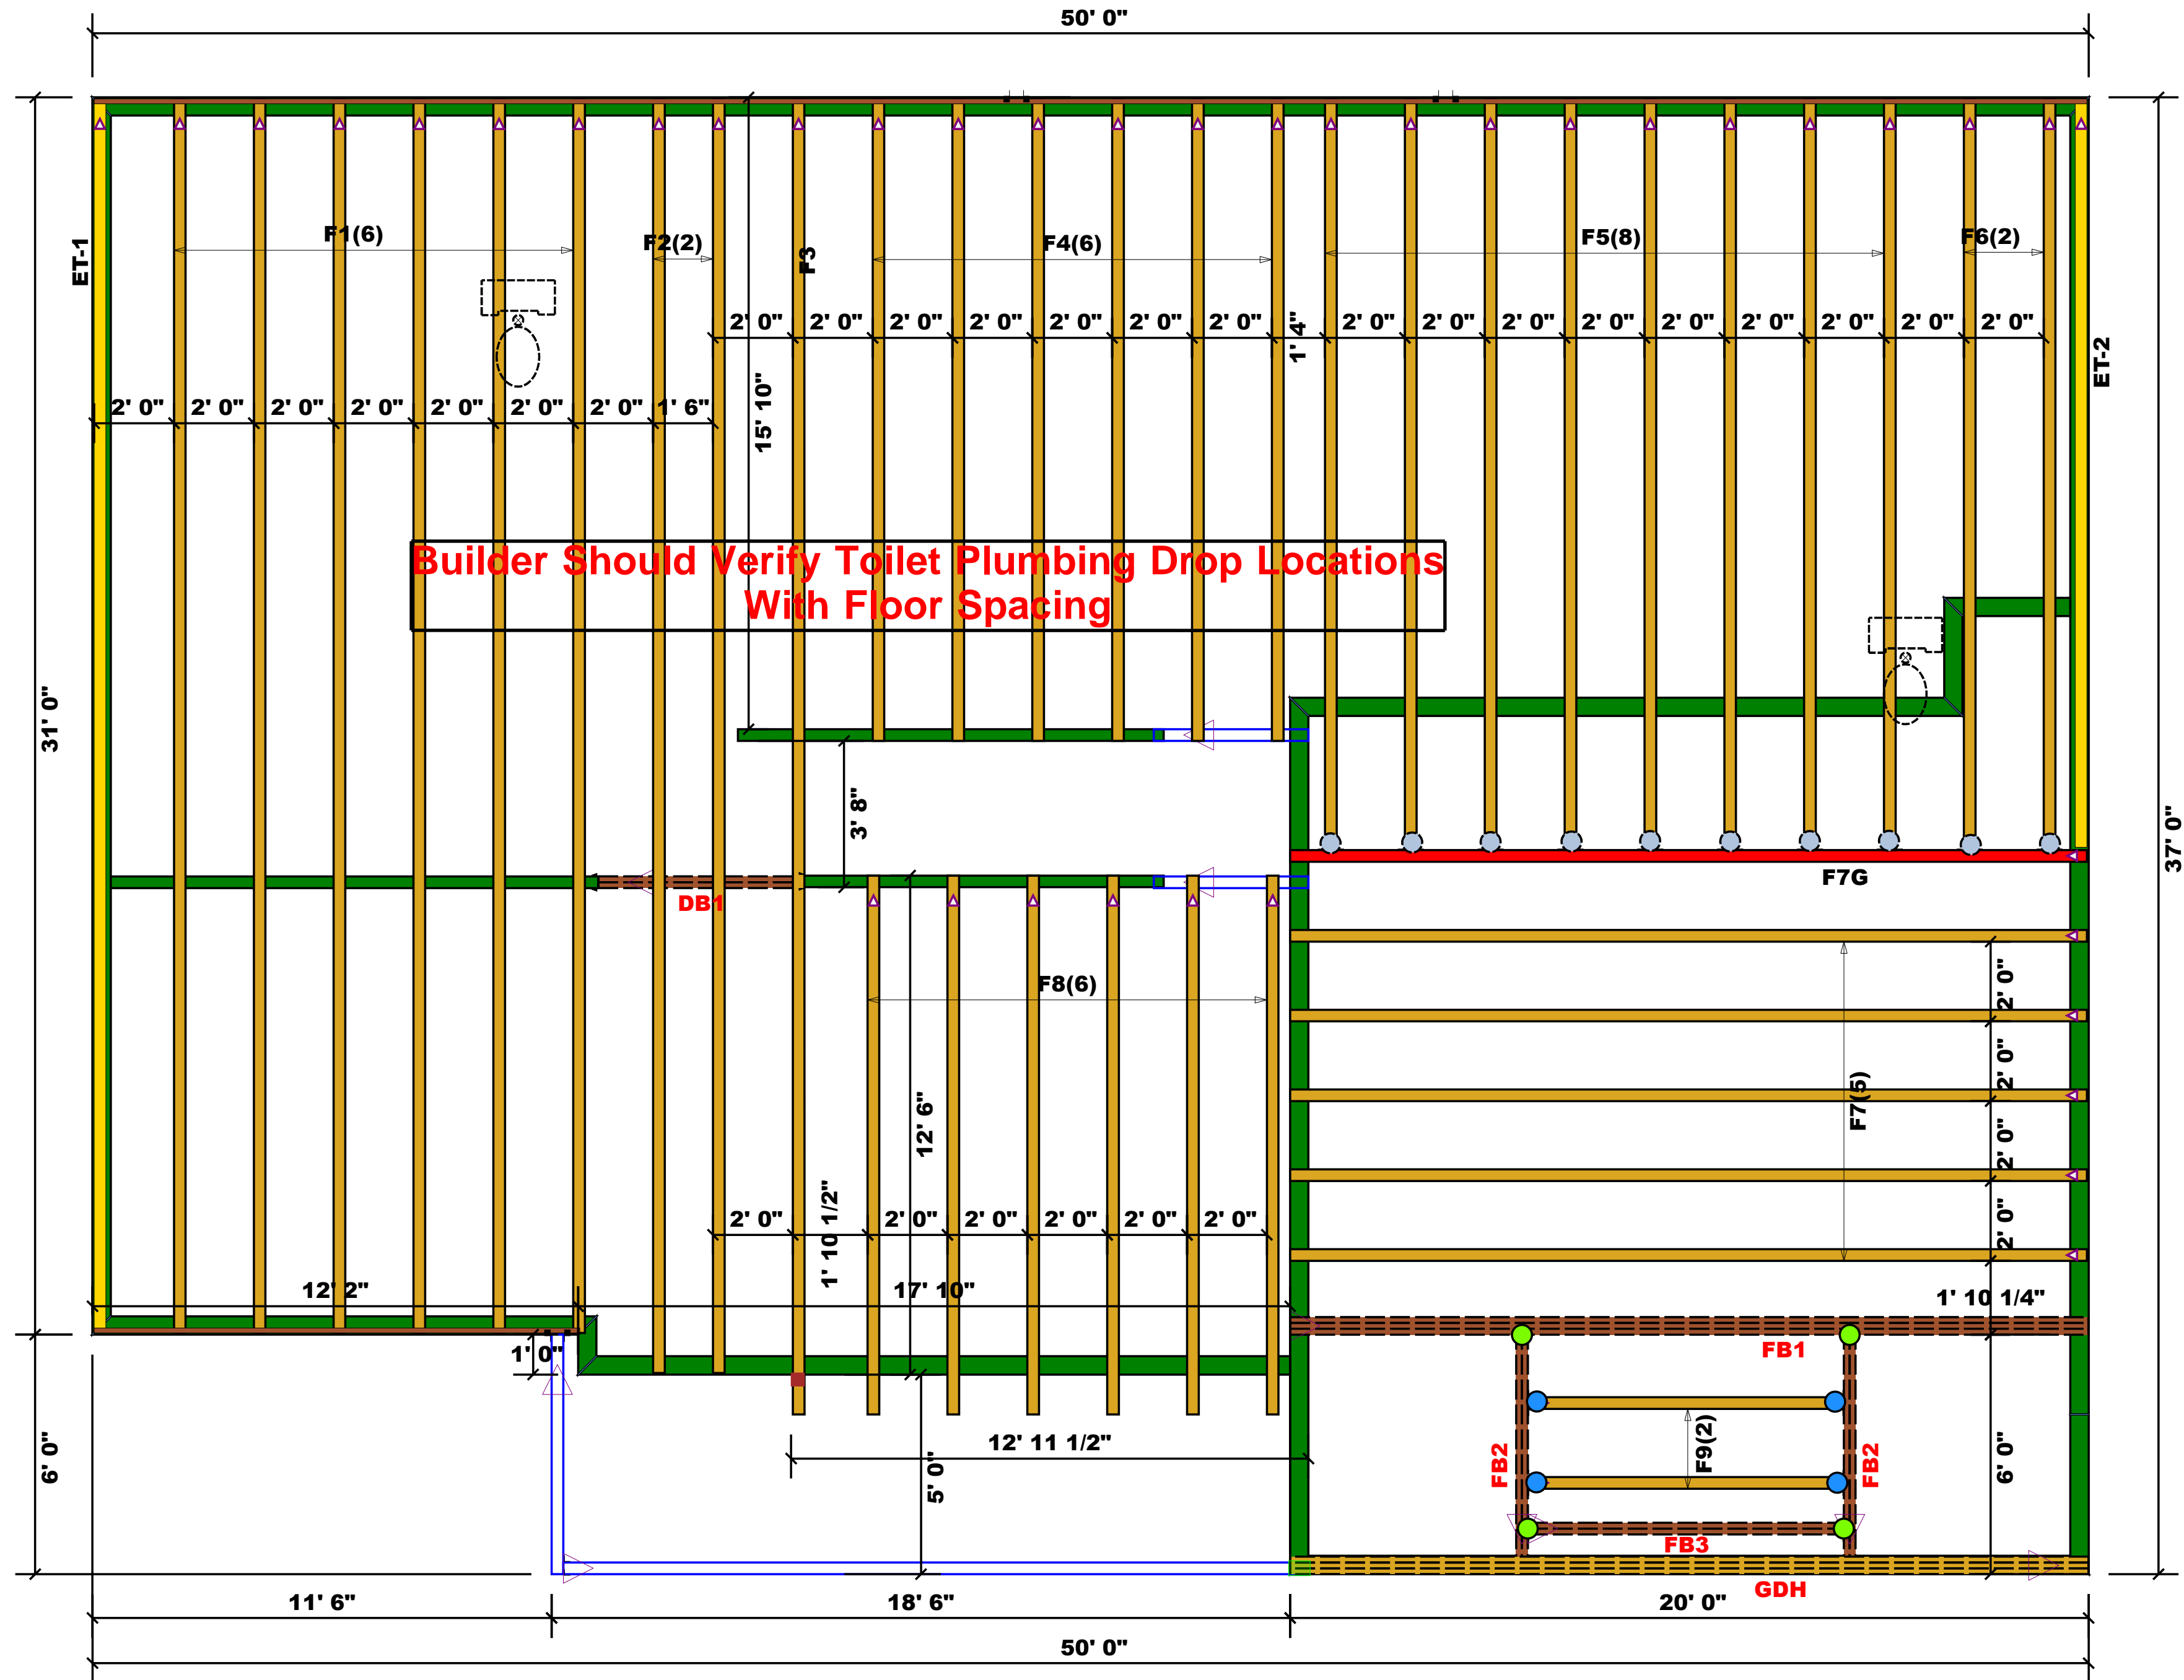 50' 0"
ET-1
F1(6)
F2(2)
F3
F4(6)
F5(8)
F6(2)
2' 0"
2' 0"
2' 0"
2' 0"
2' 0"
2' 0"
2' 0"
1' 4"
2' 0"
2' 0"
2' 0"
2' 0"
2' 0"
2' 0"
2' 0"
2' 0"
2' 0"
ET-2
2' 0"
2' 0"
2' 0"
2' 0"
2' 0"
2' 0"
2' 0"
1' 6"
15' 10"
Builder Should Verify Toilet Plumbing Drop Locations
With Floor Spacing
31' 0"
3' 8"
37' 0"
DB1
F7G
F8(6)
2' 0"
2' 0"
2' 0"
2' 0"
F7(5)
12' 6"
2' 0"
1' 10 1/2"
2' 0"
2' 0"
2' 0"
2' 0"
2' 0"
12' 2"
17' 10"
1' 10 1/4"
1' 0"
FB1
6' 0"
12' 11 1/2"
5' 0"
FB2
F9(2)
FB2
6' 0"
FB3
GDH
11' 6"
18' 6"
20' 0"
50' 0"